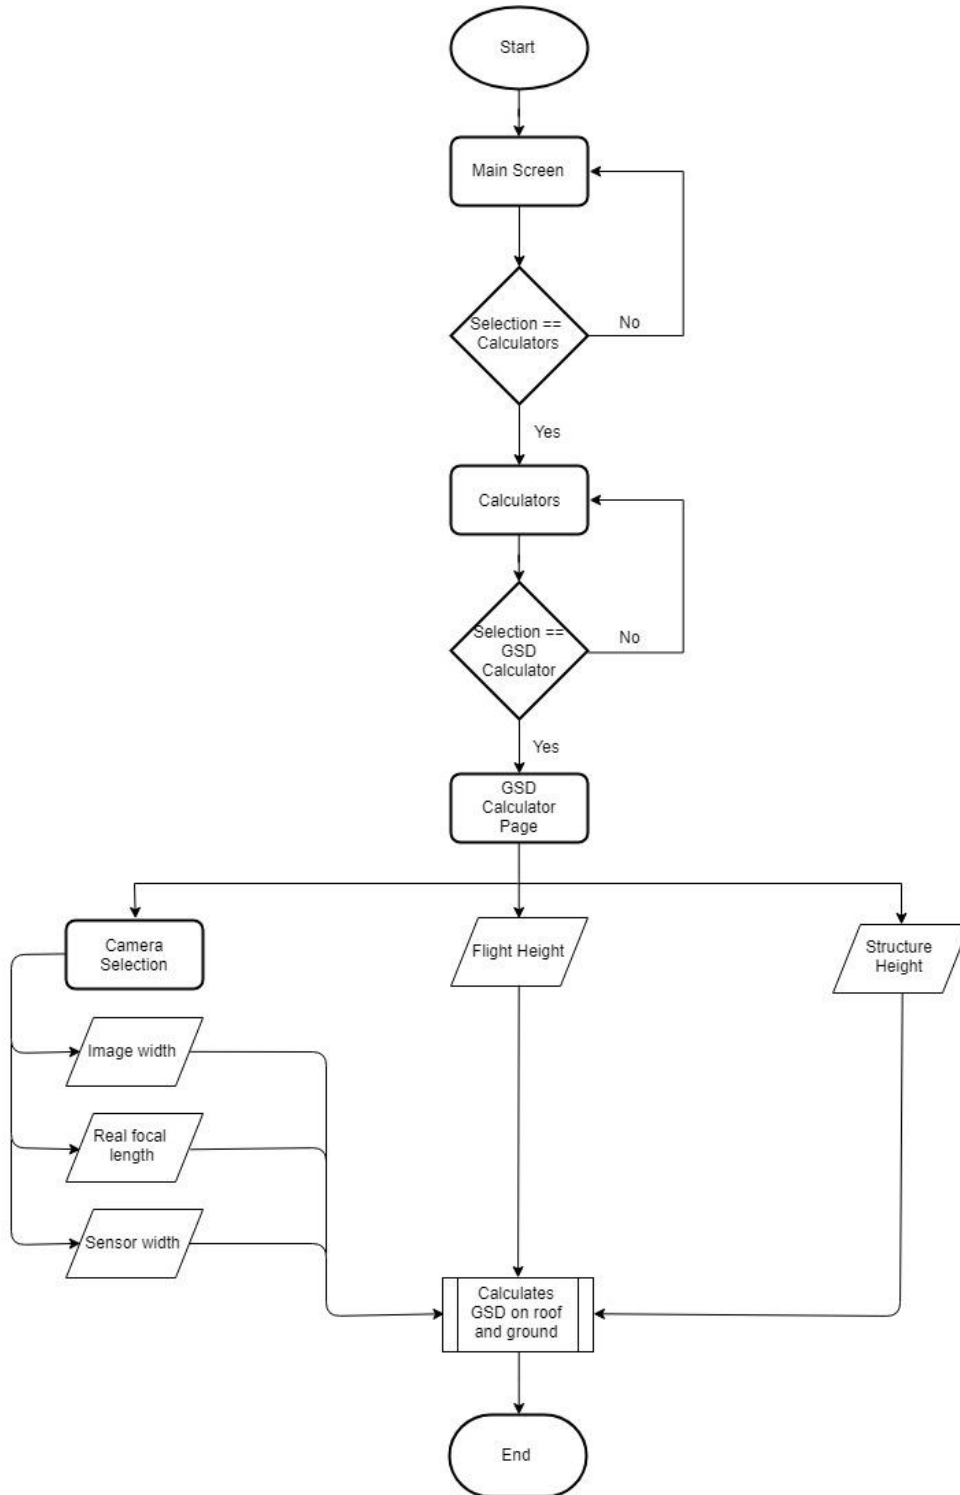 Start
Main Screen
Selection ==
Calculators
No
Yes
Calculators
Selection ==
GSD
Calculator
No
Yes
GSD
Calculator
Page
Camera
Selection
Flight Height
Structure
Height
Image width
Real focal
length
Sensor width
Calculates
GSD on roof
and ground
End